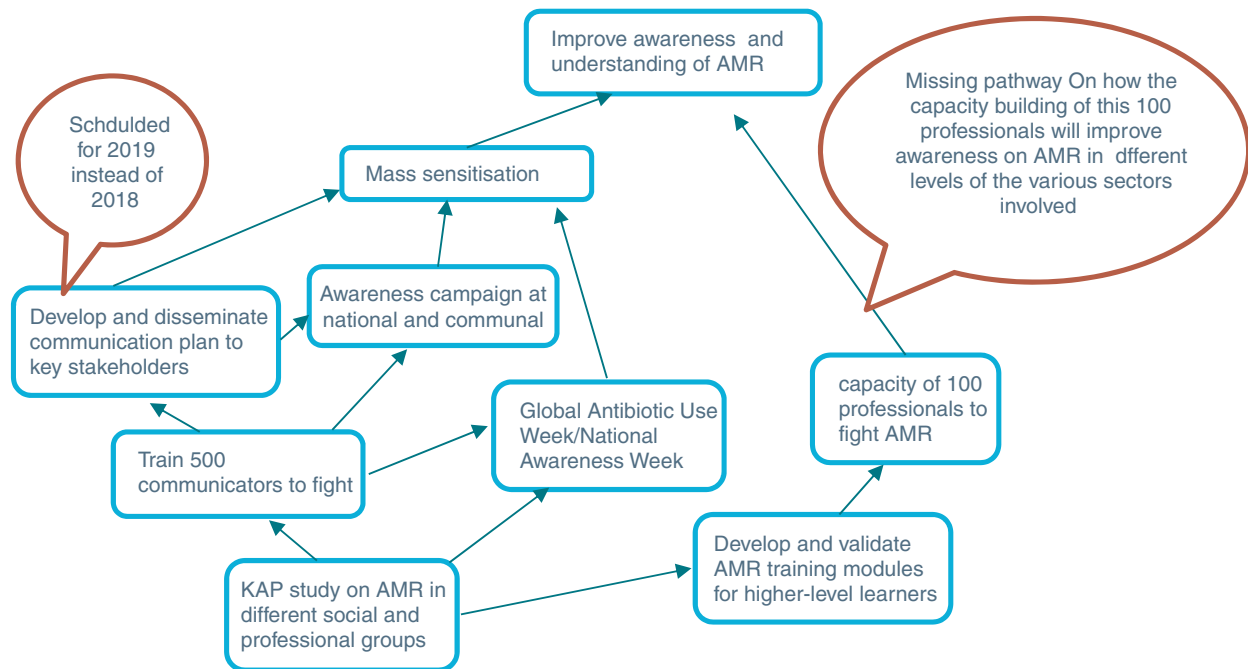 Improve awareness and
understanding of AMR
Missing pathway On how the
capacity building of this 100
professionals will improve
awareness on AMR in dfferent
levels of the various sectors
involved
Schdulded
for 2019
instead of
2018
Mass sensitisation
Awareness campaign at
national and communal
Develop and disseminate
communication plan to
key stakeholders
capacity of 100
professionals to
fight AMR
Global Antibiotic Use
Week/National
Awareness Week
Train 500
communicators to fight
Develop and validate
AMR training modules
for higher-level learners
KAP study on AMR in
different social and
professional groups